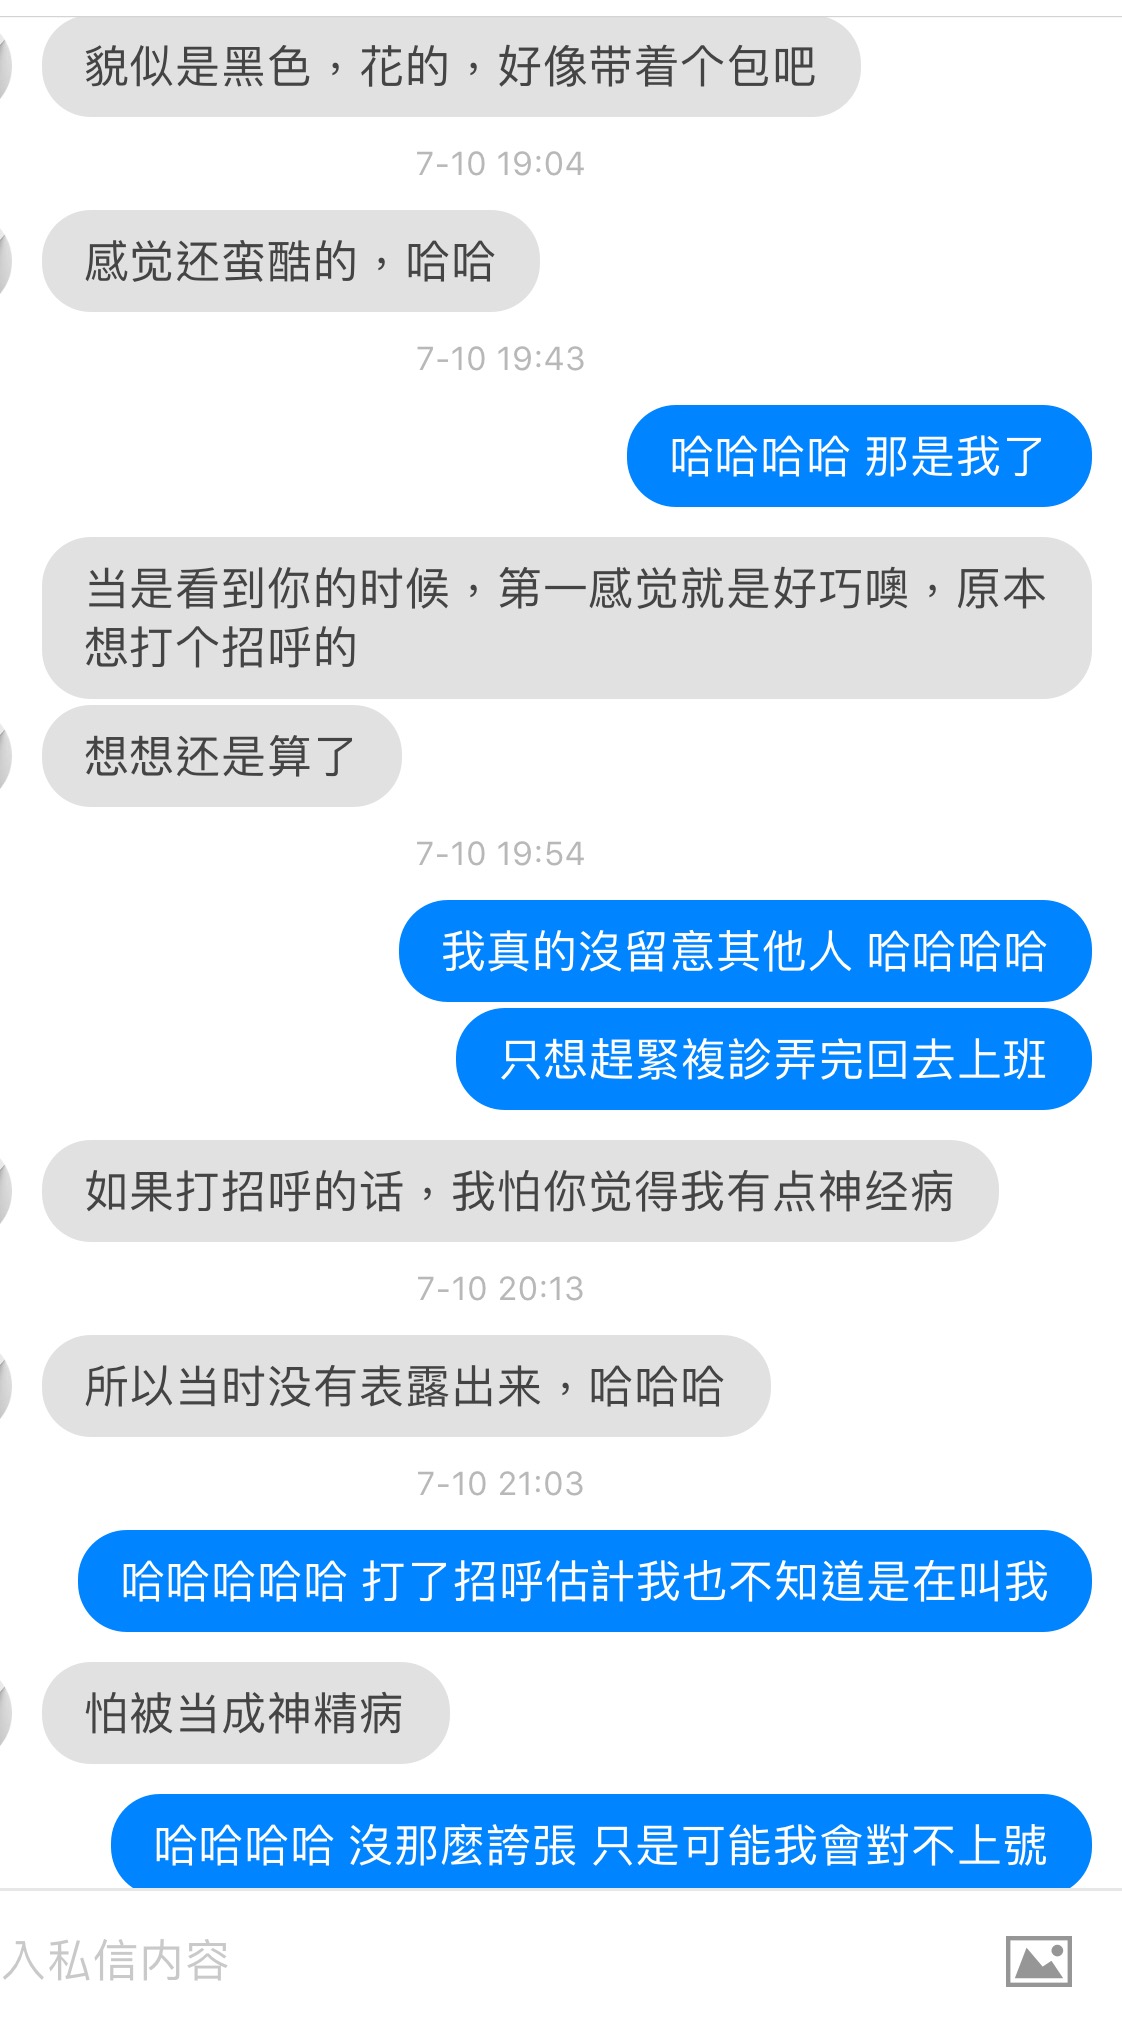 貌似是黑色，花的，好像带着个包吧
7-10 19:04
感觉还蛮酷的，哈哈
7-10 19:43
哈哈哈哈 那是我了
当是看到你的时候，第一感觉就是好巧噢，原本
想打个招呼的
想想还是算了
7-10 19:54
我真的沒留意其他人 哈哈哈哈
只想趕緊複診弄完回去上班
如果打招呼的话，我怕你觉得我有点神经病
7-10 20:13
所以当时没有表露出来，哈哈哈
7-10 21:03
哈哈哈哈哈 打了招呼估計我也不知道是在叫我
怕被当成神精病
哈哈哈哈 沒那麼誇張 只是可能我會對不上號
入私信内容